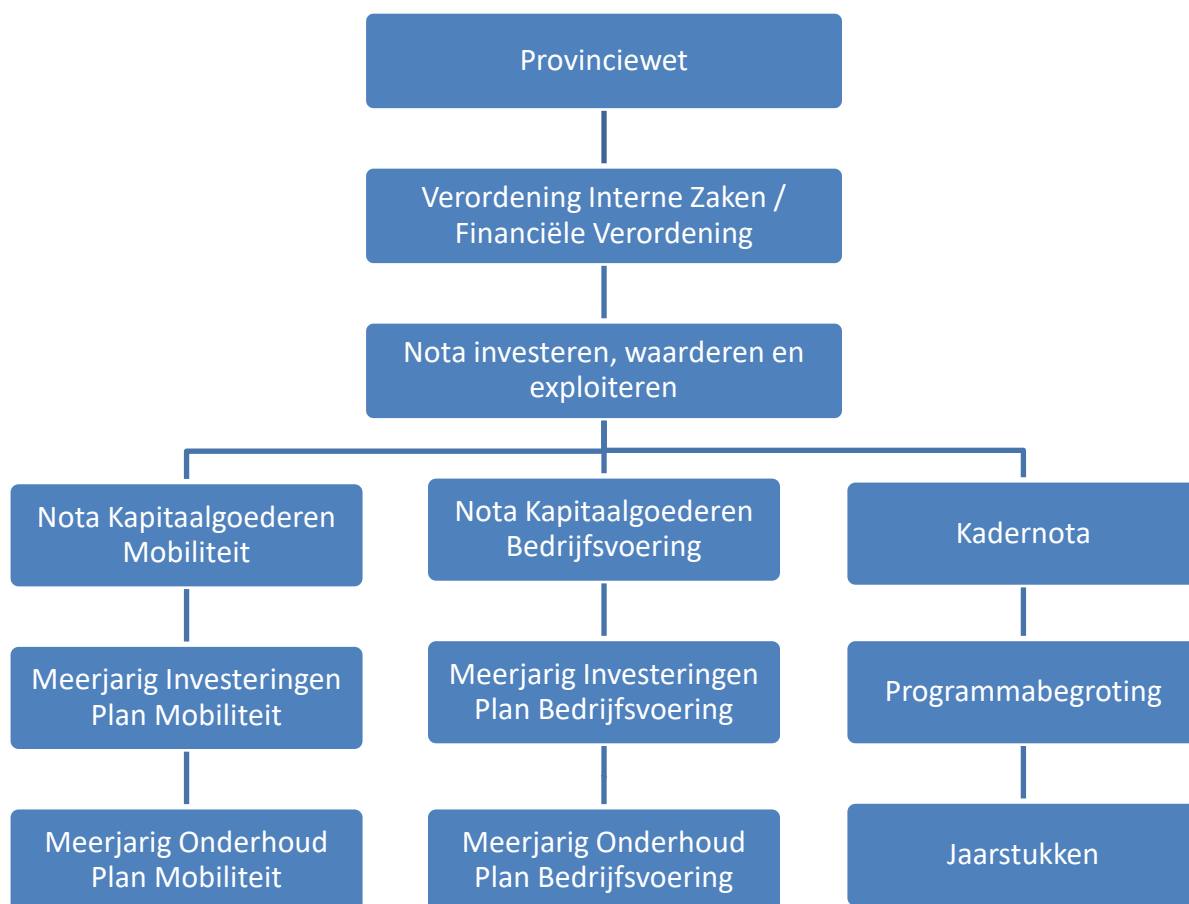 Provinciewet
Verordening Interne Zaken /
Financiële Verordening
Nota investeren, waarderen en
exploiteren
Nota Kapitaalgoederen
Mobiliteit
Nota Kapitaalgoederen
Bedrijfsvoering
Kadernota
Meerjarig Investeringen
Plan Mobiliteit
Meerjarig Investeringen
Plan Bedrijfsvoering
Programmabegroting
Meerjarig Onderhoud
Plan Mobiliteit
Meerjarig Onderhoud
Plan Bedrijfsvoering
Jaarstukken